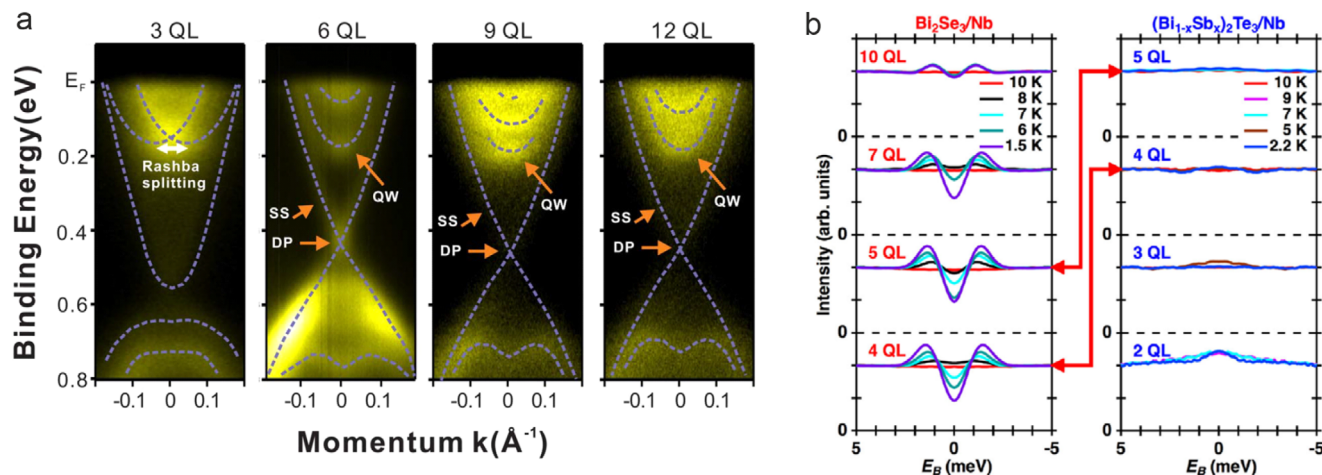 a
3 QL
6 QL
9 QL
12 QL
Binding Energy(eV)
E_F
0.2
0.4
0.6
0.8
Rashba
splitting
QW
SS
DP
QW
SS
DP
QW
SS
DP
-0.1 0 0.1
-0.1 0 0.1
-0.1 0 0.1
-0.1 0 0.1
Momentum k(Å⁻¹)
b
Bi₂Se₃/Nb
(Bi₁₋ₓSbₓ)₂Te₃/Nb
Intensity (arb. units)
10 QL
10 K
8 K
7 K
6 K
1.5 K
0
7 QL
0
5 QL
0
4 QL
0
5 0 -5
E_B (meV)
5 QL
10 K
9 K
7 K
5 K
2.2 K
0
4 QL
0
3 QL
0
2 QL
0
5 0 -5
E_B (meV)